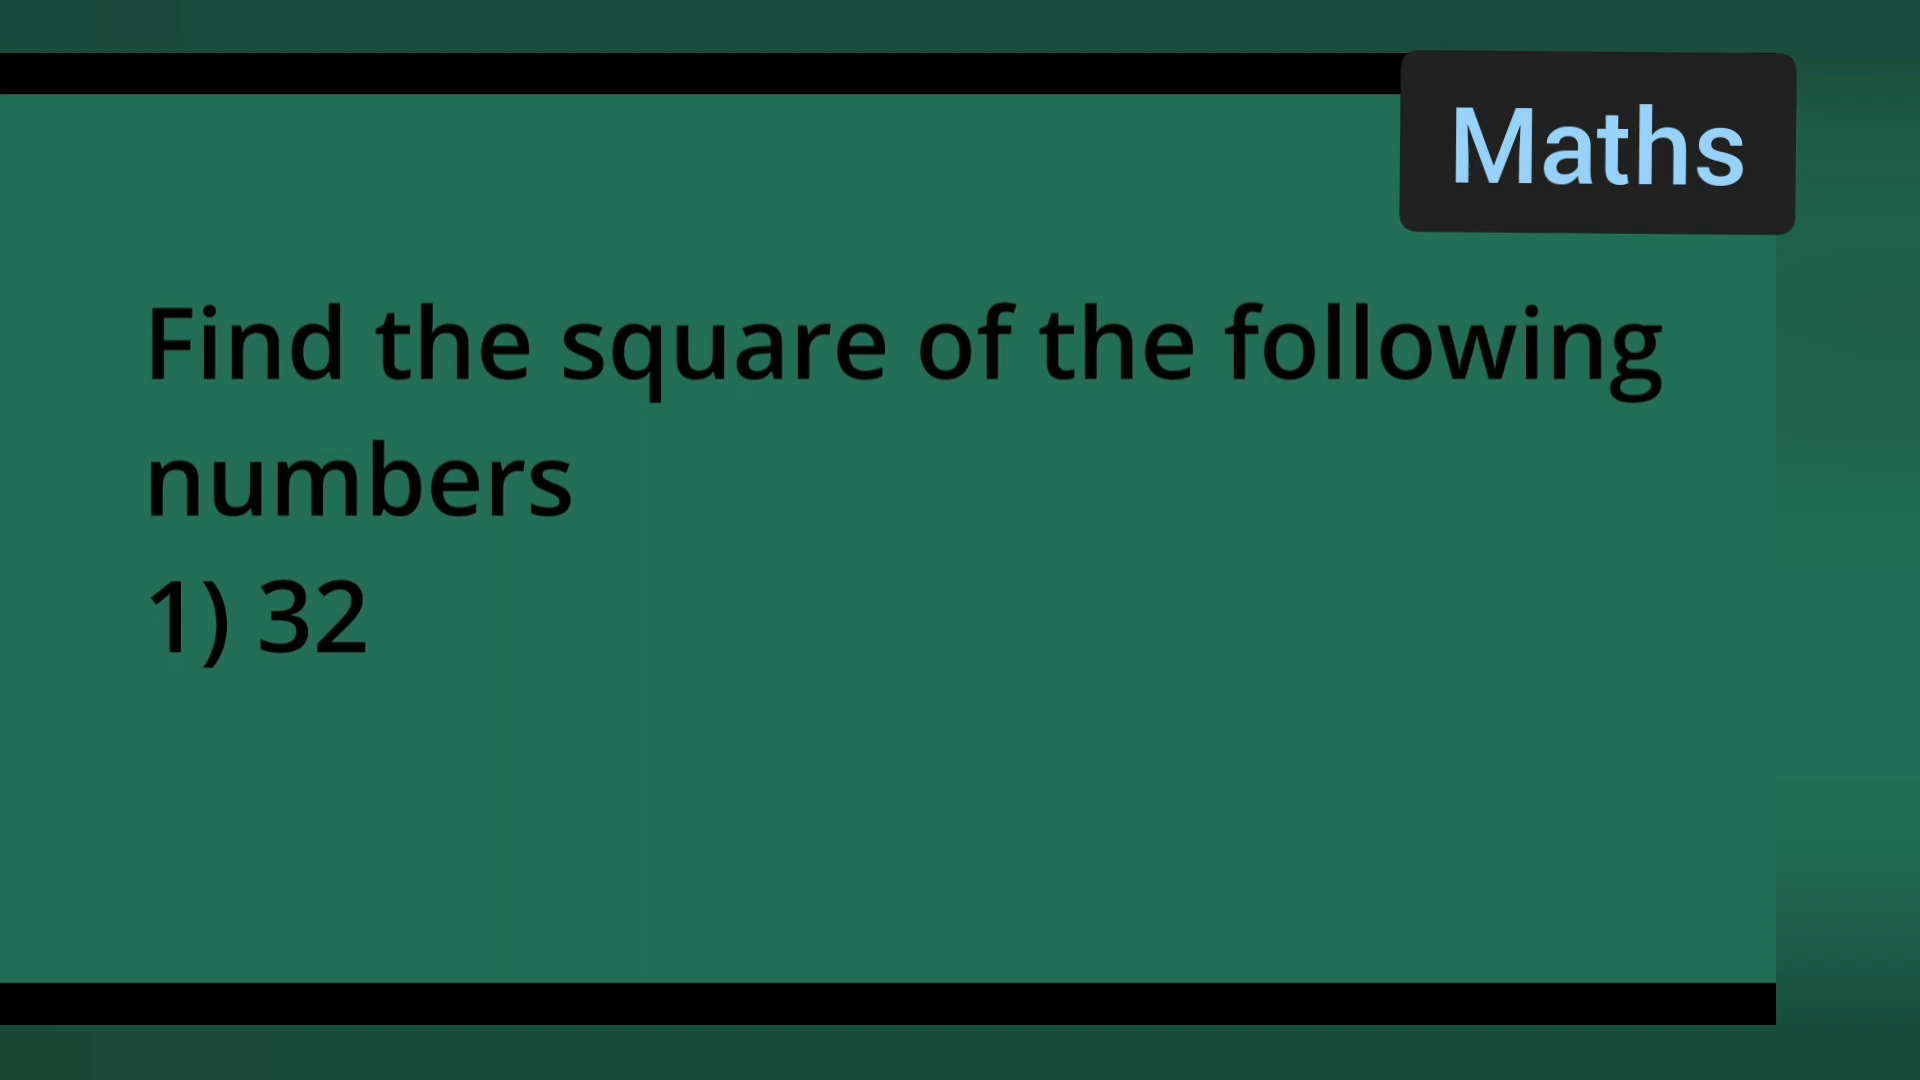 Maths
Find the square of the following
numbers
1) 32